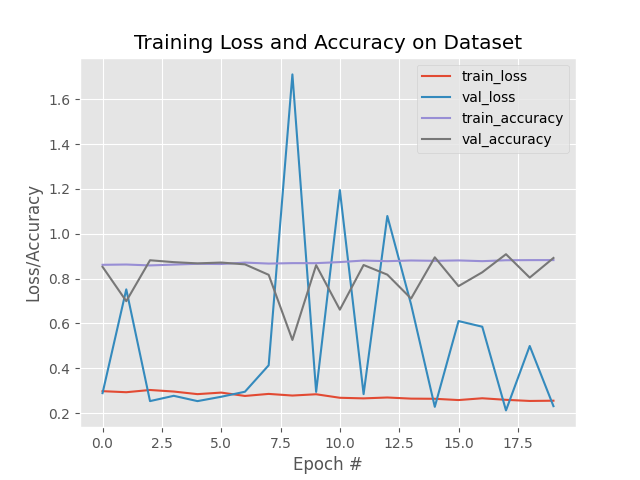 Training Loss and Accuracy on Dataset
train_loss
val_loss
train_accuracy
val_accuracy
Loss/Accuracy
1.6
1.4
1.2
1.0
0.8
0.6
0.4
0.2
0.0 2.5 5.0 7.5 10.0 12.5 15.0 17.5
Epoch #